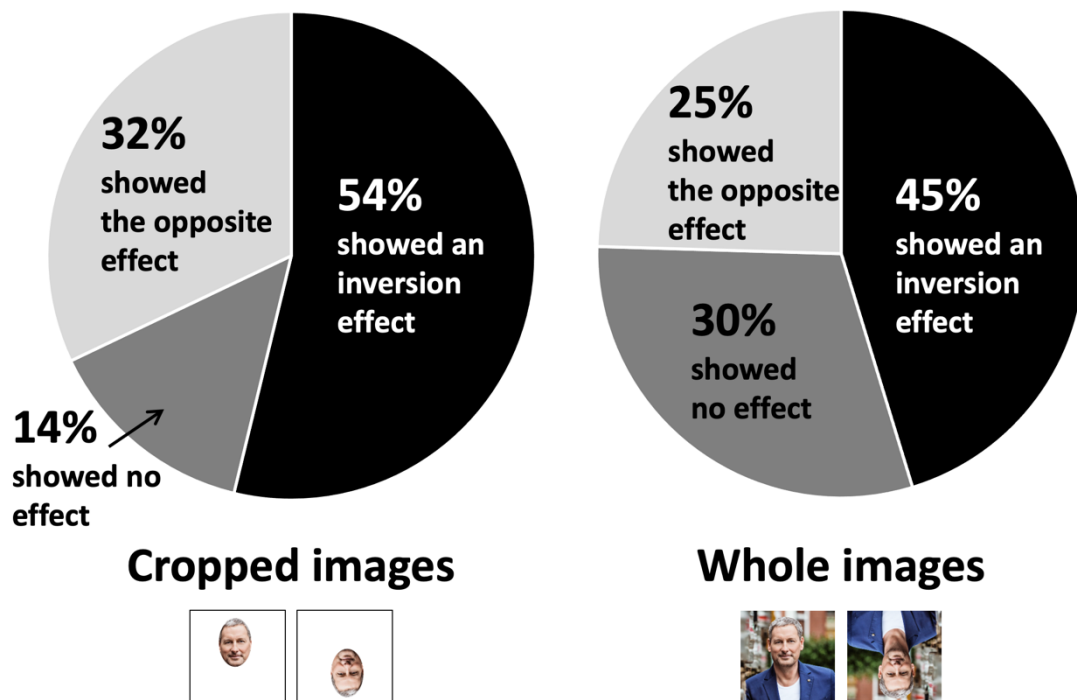 32%
showed
the opposite
effect
54%
showed an
inversion
effect
14%
showed no
effect
Cropped images
25%
showed
the opposite
effect
45%
showed an
inversion
effect
30%
showed
no effect
Whole images